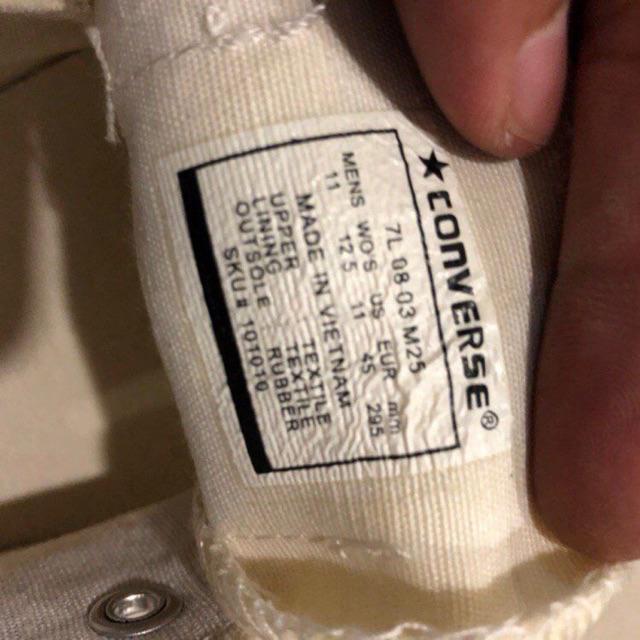 ★ CONVERSE®
7L 08 03 M25
MENS WO'S US EUR mm
11 12.5 11 45 295
MADE IN VIETNAM
UPPER TEXTILE
LINING TEXTILE
OUTSOLE RUBBER
SKU# 101010